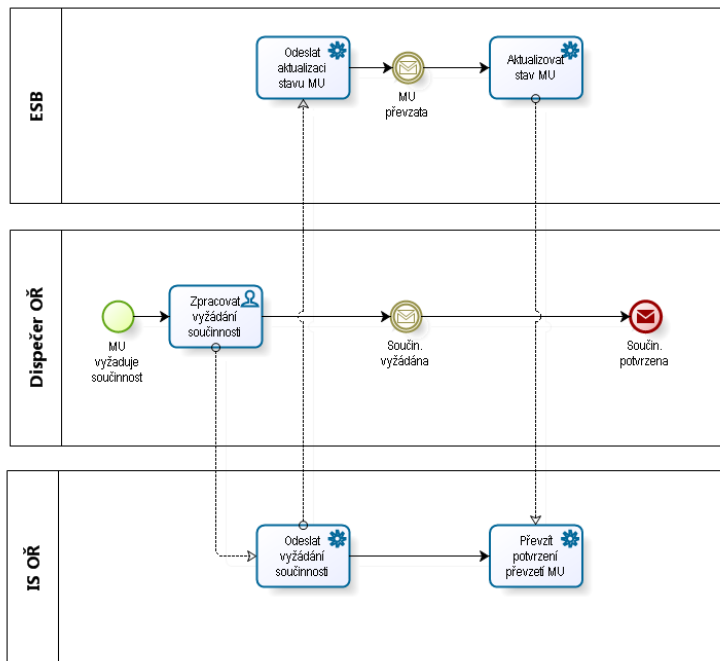 ESB
Odeslat
aktualizaci
stavu MU
MU
převzata
Aktualizovat
stav MU
Dispečer OŘ
MU
vyžaduje
součinnost
Zpracovat
vyžádání
součinnosti
Součin.
vyžádána
Součin.
potvrzena
IS OŘ
Odeslat
vyžádání
součinnosti
Převzít
potvrzení
převzetí MU